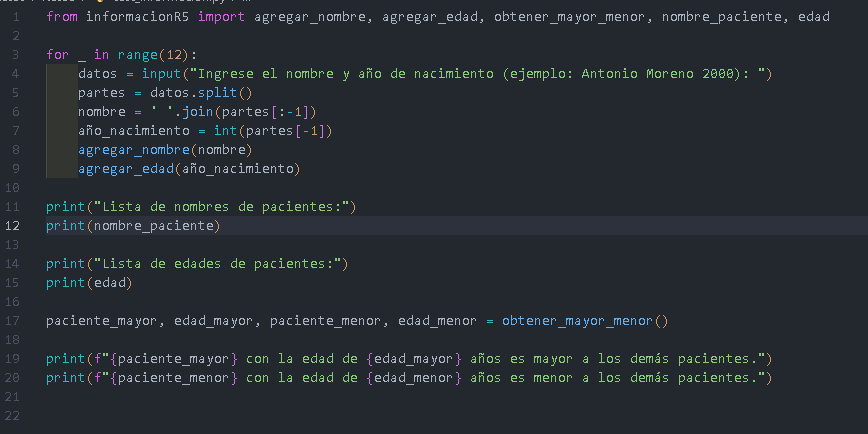 1 from informacionR5 import agregar_nombre, agregar_edad, obtener_mayor_menor, nombre_paciente, edad
2
3 for _ in range(12):
4     datos = input("Ingrese el nombre y año de nacimiento (ejemplo: Antonio Moreno 2000): ")
5     partes = datos.split()
6     nombre = ' '.join(partes[:-1])
7     año_nacimiento = int(partes[-1])
8     agregar_nombre(nombre)
9     agregar_edad(año_nacimiento)
10
11 print("Lista de nombres de pacientes:")
12 print(nombre_paciente)
13
14 print("Lista de edades de pacientes:")
15 print(edad)
16
17 paciente_mayor, edad_mayor, paciente_menor, edad_menor = obtener_mayor_menor()
18
19 print(f"{paciente_mayor} con la edad de {edad_mayor} años es mayor a los demás pacientes.")
20 print(f"{paciente_menor} con la edad de {edad_menor} años es menor a los demás pacientes.")
21
22